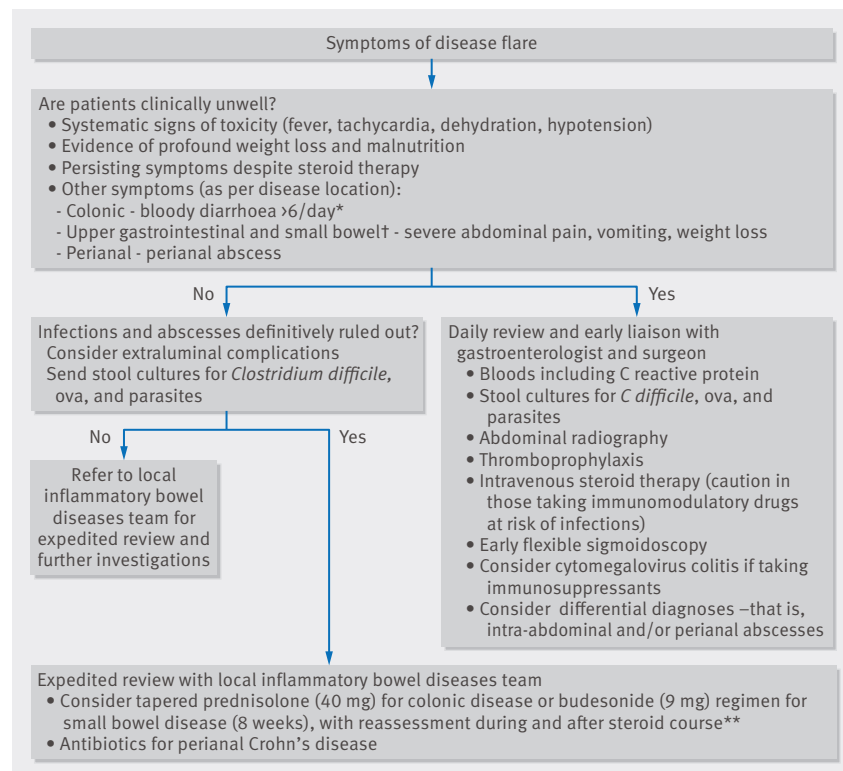 Symptoms of disease flare
Are patients clinically unwell?
• Systematic signs of toxicity (fever, tachycardia, dehydration, hypotension)
• Evidence of profound weight loss and malnutrition
• Persisting symptoms despite steroid therapy
• Other symptoms (as per disease location):
- Colonic - bloody diarrhoea >6/day*
- Upper gastrointestinal and small bowel† - severe abdominal pain, vomiting, weight loss
- Perianal - perianal abscess
No
Yes
Infections and abscesses definitively ruled out?
Consider extraluminal complications
Send stool cultures for Clostridium difficile,
ova, and parasites
Daily review and early liaison with
gastroenterologist and surgeon
• Bloods including C reactive protein
• Stool cultures for C difficile, ova, and
parasites
• Abdominal radiography
• Thromboprophylaxis
• Intravenous steroid therapy (caution in
those taking immunomodulatory drugs
at risk of infections)
• Early flexible sigmoidoscopy
• Consider cytomegalovirus colitis if taking
immunosuppressants
• Consider differential diagnoses –that is,
intra-abdominal and/or perianal abscesses
No
Yes
Refer to local
inflammatory bowel
diseases team for
expedited review and
further investigations
Expedited review with local inflammatory bowel diseases team
• Consider tapered prednisolone (40 mg) for colonic disease or budesonide (9 mg) regimen for
small bowel disease (8 weeks), with reassessment during and after steroid course**
• Antibiotics for perianal Crohn's disease